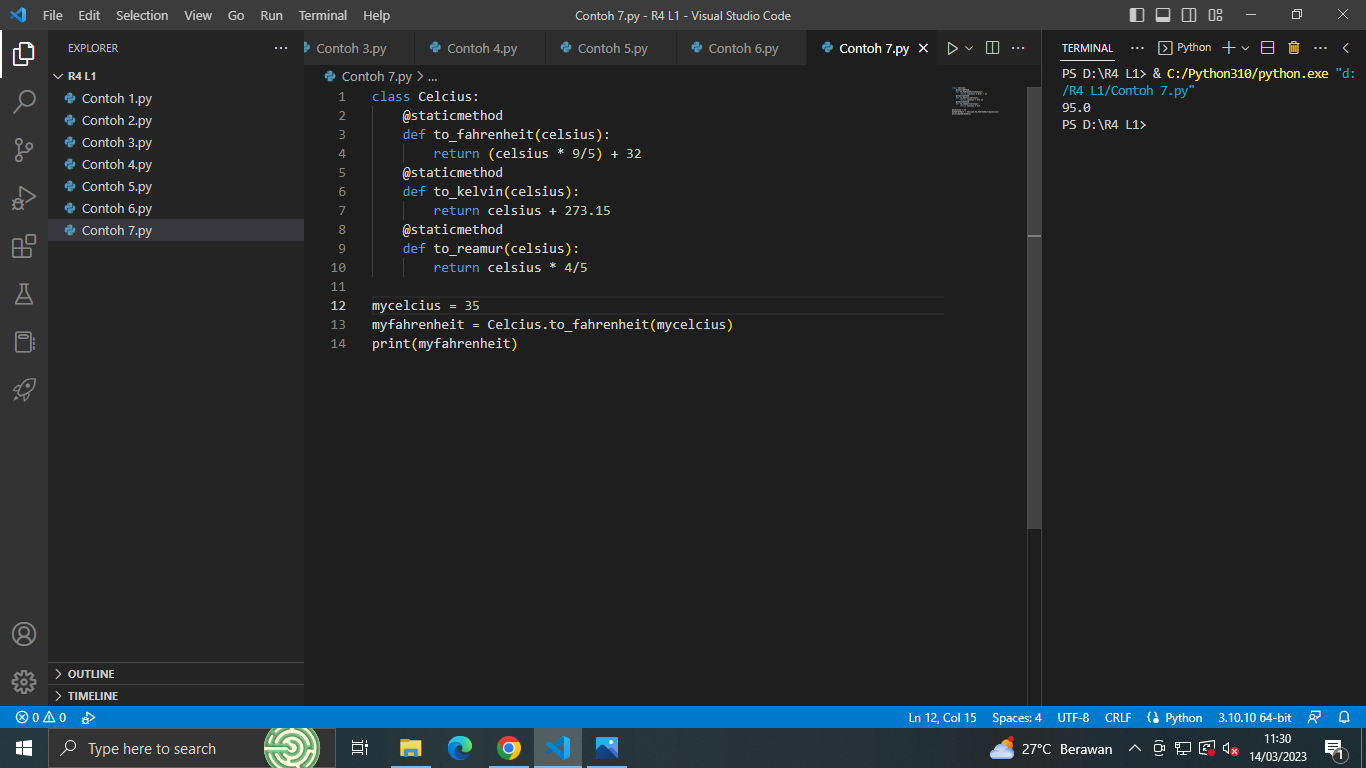 File Edit Selection View Go Run Terminal Help
Contoh 7.py - R4 L1 - Visual Studio Code
EXPLORER
R4 L1
Contoh 1.py
Contoh 2.py
Contoh 3.py
Contoh 4.py
Contoh 5.py
Contoh 6.py
Contoh 7.py
OUTLINE
TIMELINE
Contoh 3.py Contoh 4.py Contoh 5.py Contoh 6.py Contoh 7.py
Contoh 7.py > ...
1 class Celcius:
2     @staticmethod
3     def to_fahrenheit(celsius):
4         return (celsius * 9/5) + 32
5     @staticmethod
6     def to_kelvin(celsius):
7         return celsius + 273.15
8     @staticmethod
9     def to_reamur(celsius):
10         return celsius * 4/5
11
12 mycelcius = 35
13 myfahrenheit = Celcius.to_fahrenheit(mycelcius)
14 print(myfahrenheit)
TERMINAL Python
PS D:\R4 L1> & C:/Python310/python.exe "d:
/R4 L1/Contoh 7.py"
95.0
PS D:\R4 L1>
0 0 Ln 12, Col 15 Spaces: 4 UTF-8 CRLF Python 3.10.10 64-bit
Type here to search
27°C Berawan
11:30
14/03/2023
1